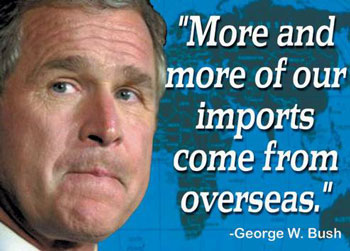 "More and
more of our
imports
come from
overseas."
-George W. Bush